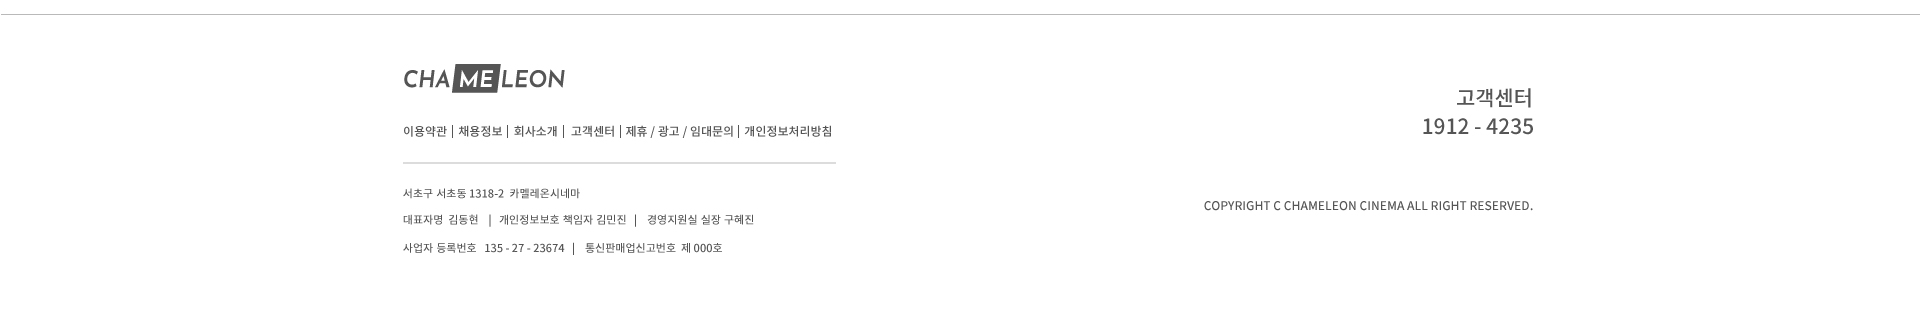 CHAMELEON
이용약관 | 채용정보 | 회사소개 | 고객센터 | 제휴 / 광고 / 임대문의 | 개인정보처리방침
서초구 서초동 1318-2 카멜레온시네마
대표자명 김동현 | 개인정보보호 책임자 김민진 | 경영지원실 실장 구혜진
사업자 등록번호 135 - 27 - 23674 | 통신판매업신고번호 제 000호
고객센터
1912 - 4235
COPYRIGHT C CHAMELEON CINEMA ALL RIGHT RESERVED.